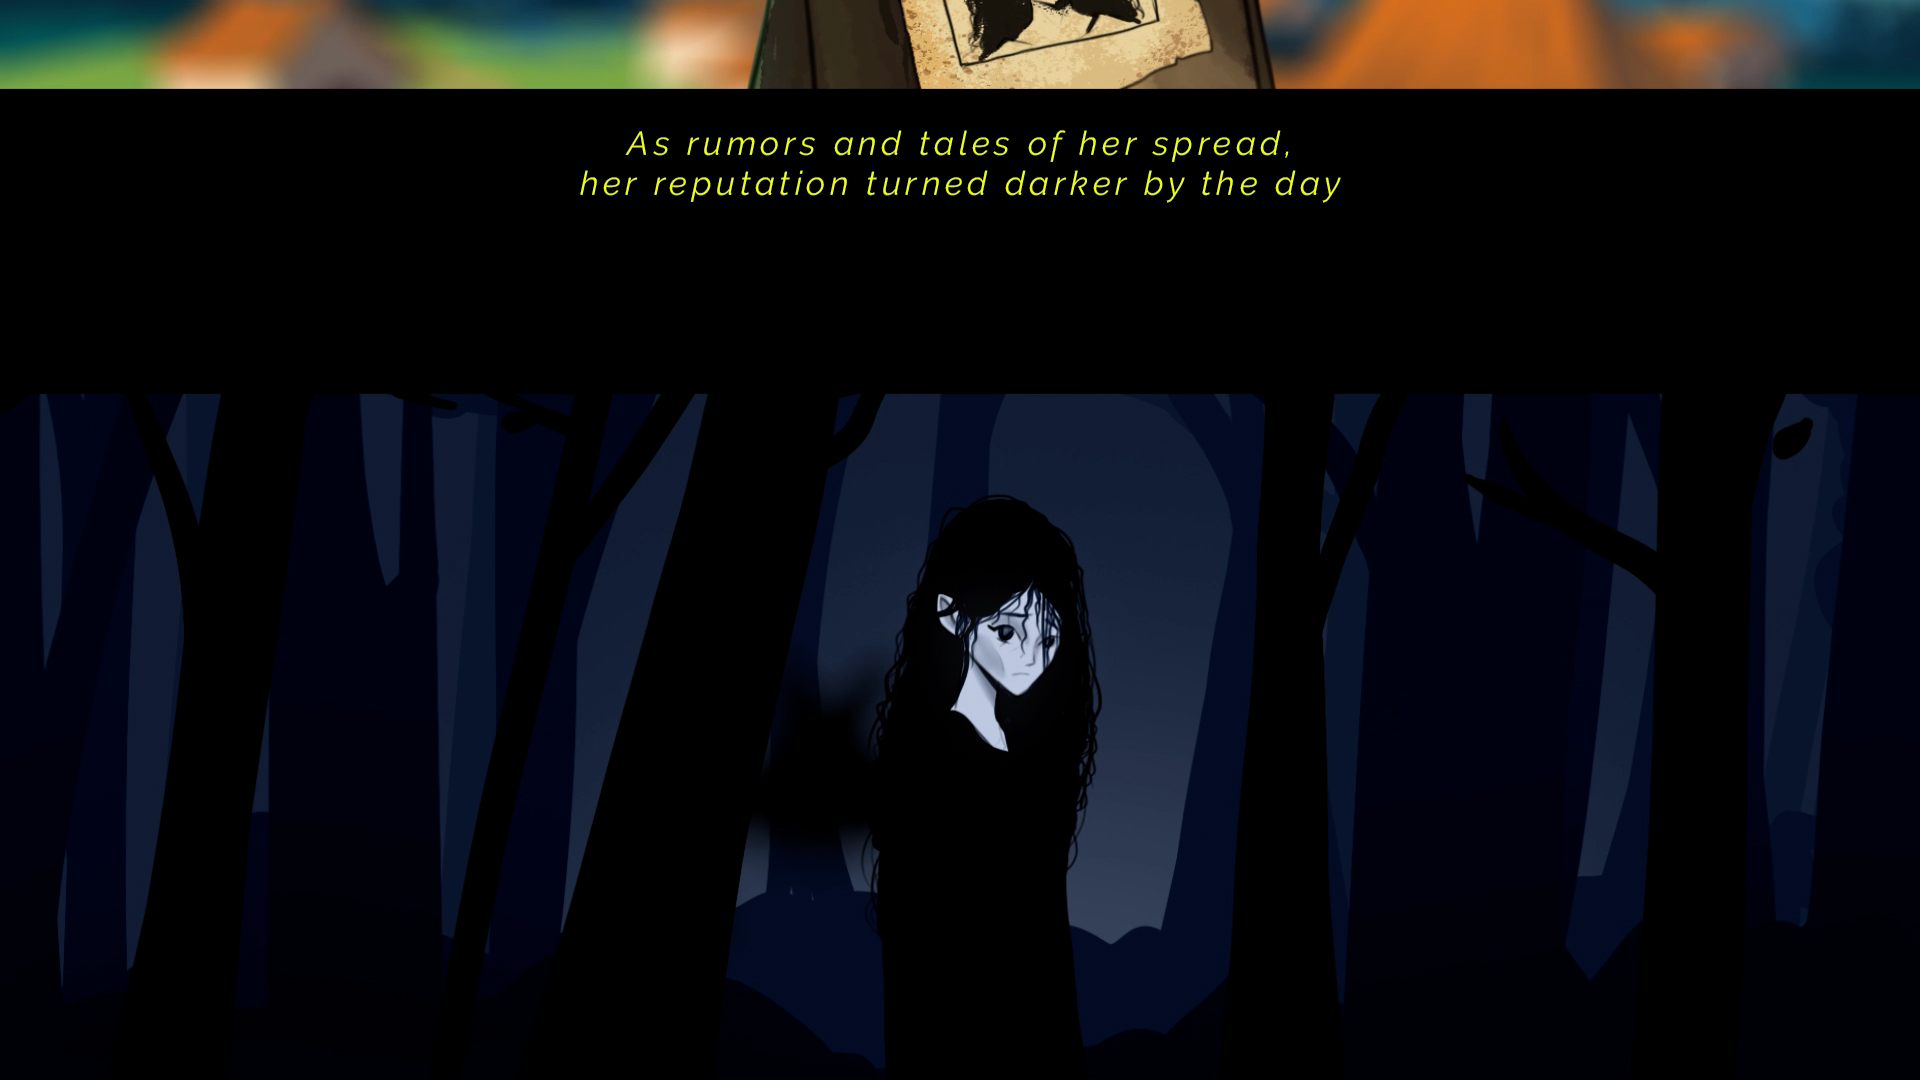 As rumors and tales of her spread,
her reputation turned darker by the day